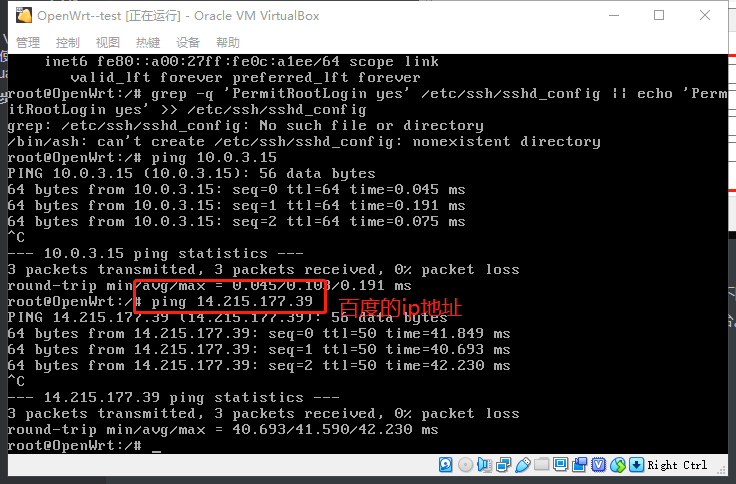 OpenWrt--test [正在运行] - Oracle VM VirtualBox
管理 控制 视图 热键 设备 帮助
inet6 fe80::a00:27ff:fe0c:a1ee/64 scope link
valid_lft forever preferred_lft forever
root@OpenWrt:/# grep -q 'PermitRootLogin yes' /etc/ssh/sshd_config || echo 'Perm
itRootLogin yes' >> /etc/ssh/sshd_config
grep: /etc/ssh/sshd_config: No such file or directory
/bin/ash: can't create /etc/ssh/sshd_config: nonexistent directory
root@OpenWrt:/# ping 10.0.3.15
PING 10.0.3.15 (10.0.3.15): 56 data bytes
64 bytes from 10.0.3.15: seq=0 ttl=64 time=0.045 ms
64 bytes from 10.0.3.15: seq=1 ttl=64 time=0.191 ms
64 bytes from 10.0.3.15: seq=2 ttl=64 time=0.075 ms
^C
--- 10.0.3.15 ping statistics ---
3 packets transmitted, 3 packets received, 0% packet loss
round-trip min/avg/max = 0.045/0.103/0.191 ms
root@OpenWrt:/# ping 14.215.177.39
百度的ip地址
PING 14.215.177.39 (14.215.177.39): 56 data bytes
64 bytes from 14.215.177.39: seq=0 ttl=50 time=41.849 ms
64 bytes from 14.215.177.39: seq=1 ttl=50 time=40.693 ms
64 bytes from 14.215.177.39: seq=2 ttl=50 time=42.230 ms
^C
--- 14.215.177.39 ping statistics ---
3 packets transmitted, 3 packets received, 0% packet loss
round-trip min/avg/max = 40.693/41.590/42.230 ms
root@OpenWrt:/# _
Right Ctrl